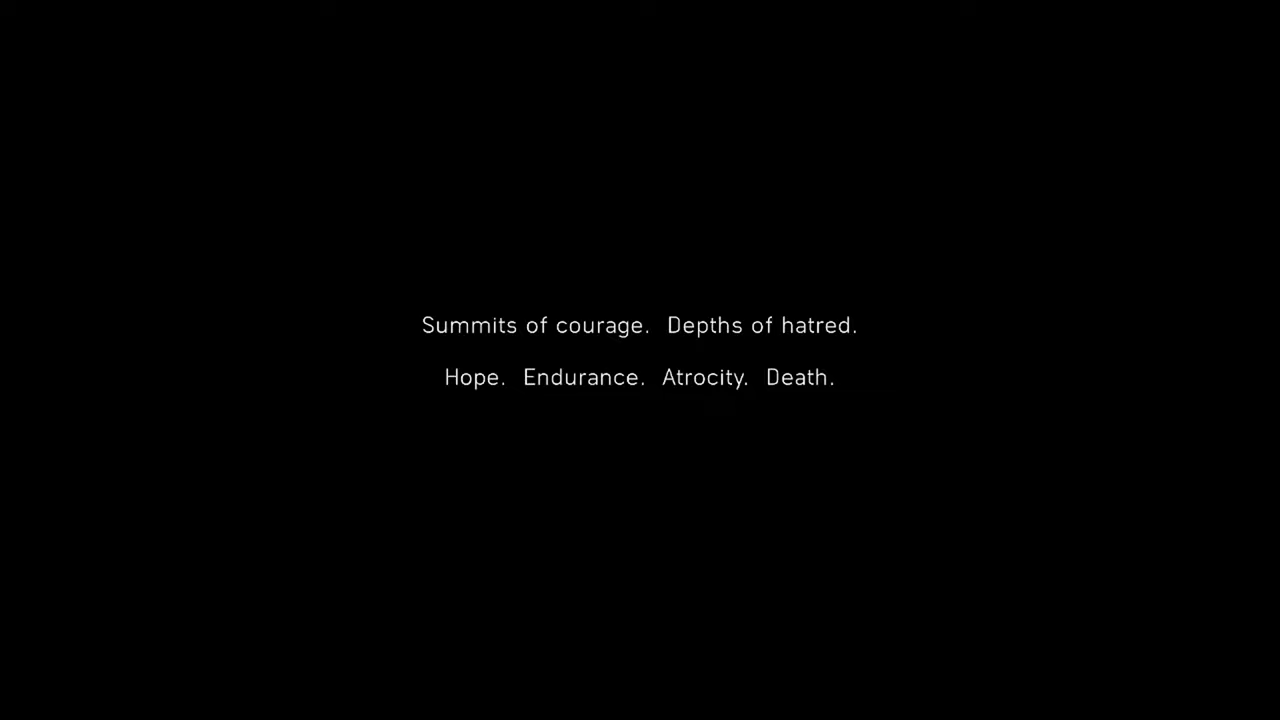 Summits of courage. Depths of hatred.
Hope. Endurance. Atrocity. Death.